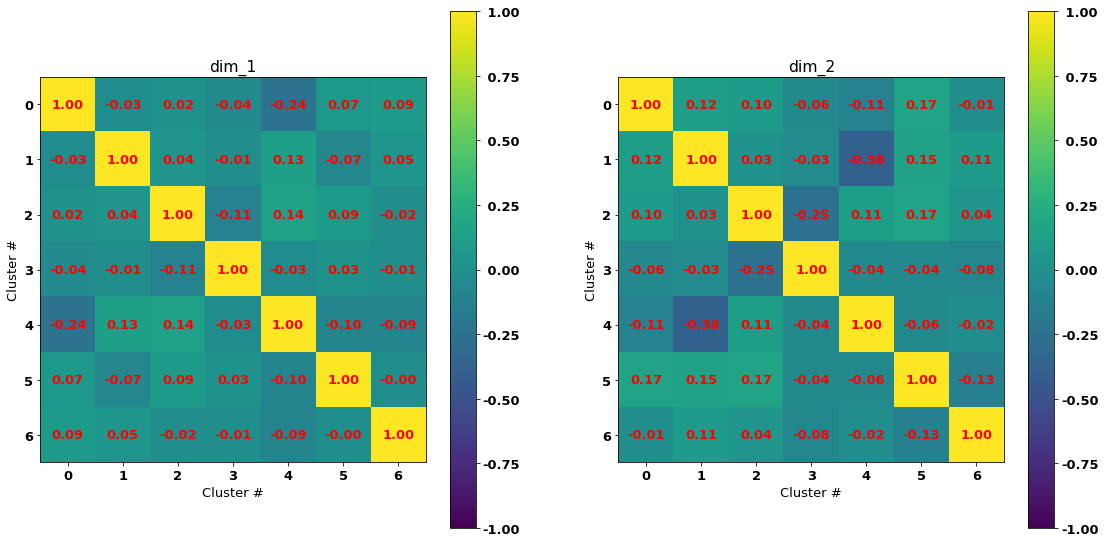 dim_1
0 1.00 -0.03 0.02 -0.04 -0.24 0.07 0.09
1 -0.03 1.00 0.04 -0.01 0.13 -0.07 0.05
2 0.02 0.04 1.00 -0.11 0.14 0.09 -0.02
3 -0.04 -0.01 -0.11 1.00 -0.03 0.03 -0.01
4 -0.24 0.13 0.14 -0.03 1.00 -0.10 -0.09
5 0.07 -0.07 0.09 0.03 -0.10 1.00 -0.00
6 0.09 0.05 -0.02 -0.01 -0.09 -0.00 1.00
0 1 2 3 4 5 6
Cluster #
Cluster #
1.00
0.75
0.50
0.25
0.00
-0.25
-0.50
-0.75
-1.00
dim_2
0 1.00 0.12 0.10 -0.06 -0.11 0.17 -0.01
1 0.12 1.00 0.03 -0.03 -0.38 0.15 0.11
2 0.10 0.03 1.00 -0.25 0.11 0.17 0.04
3 -0.06 -0.03 -0.25 1.00 -0.04 -0.04 -0.08
4 -0.11 -0.38 0.11 -0.04 1.00 -0.06 -0.02
5 0.17 0.15 0.17 -0.04 -0.06 1.00 -0.13
6 -0.01 0.11 0.04 -0.08 -0.02 -0.13 1.00
0 1 2 3 4 5 6
Cluster #
Cluster #
1.00
0.75
0.50
0.25
0.00
-0.25
-0.50
-0.75
-1.00